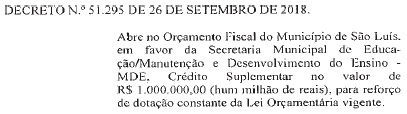 DECRETO N.º 51.295 DE 26 DE SETEMBRO DE 2018.
Abre no Orçamento Fiscal do Município de São Luís,
em favor da Secretaria Municipal de Educa-
ção/Manutenção e Desenvolvimento do Ensino -
MDE, Crédito Suplementar no valor de
R$ 1.000.000,00 (hum milhão de reais), para reforço
de dotação constante da Lei Orçamentária vigente.